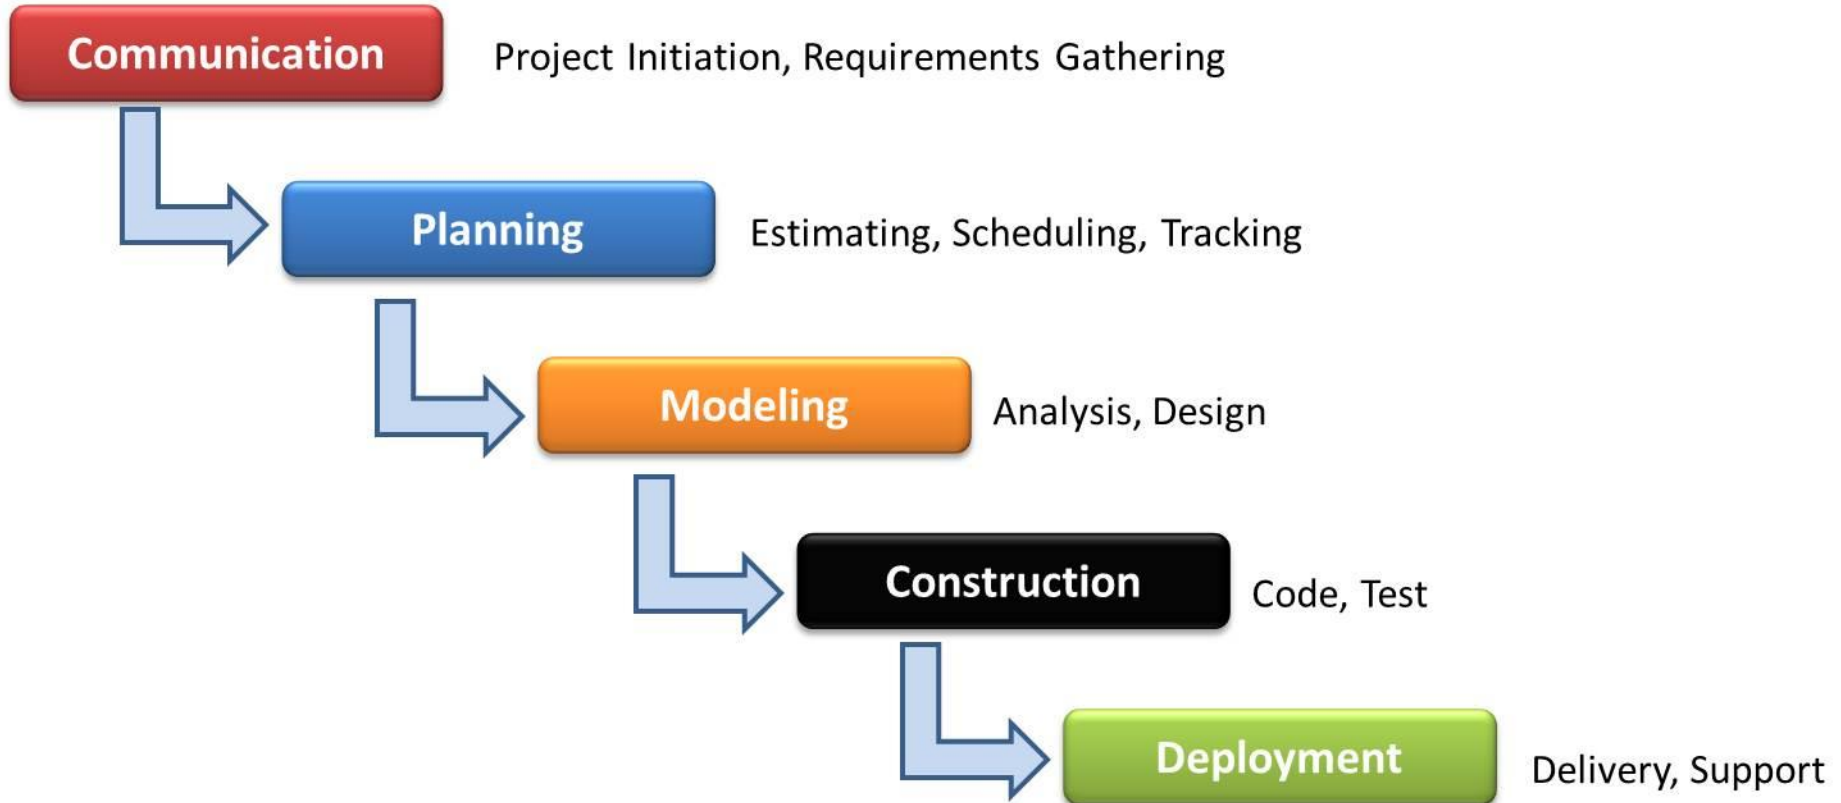 Communication
Project Initiation, Requirements Gathering
Planning
Estimating, Scheduling, Tracking
Modeling
Analysis, Design
Construction
Code, Test
Deployment
Delivery, Support